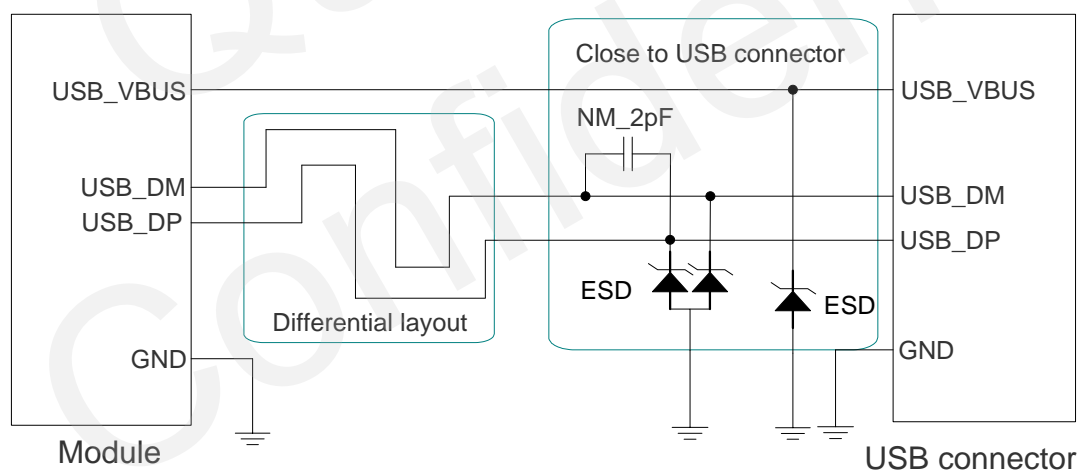 Close to USB connector
USB_VBUS
USB_VBUS
NM_2pF
USB_DM
USB_DM
USB_DP
USB_DP
ESD
ESD
Differential layout
GND
GND
Module
USB connector